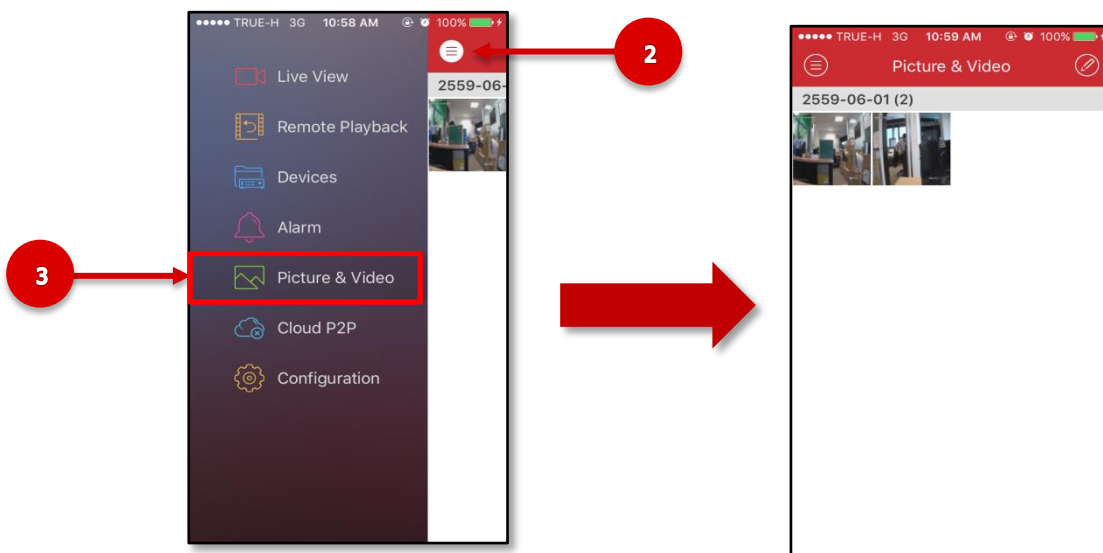 TRUE-H 3G 10:58 AM 100%
2
2559-06-
Live View
Remote Playback
Devices
Alarm
3
Picture & Video
Cloud P2P
Configuration
TRUE-H 3G 10:59 AM 100%
Picture & Video
2559-06-01 (2)